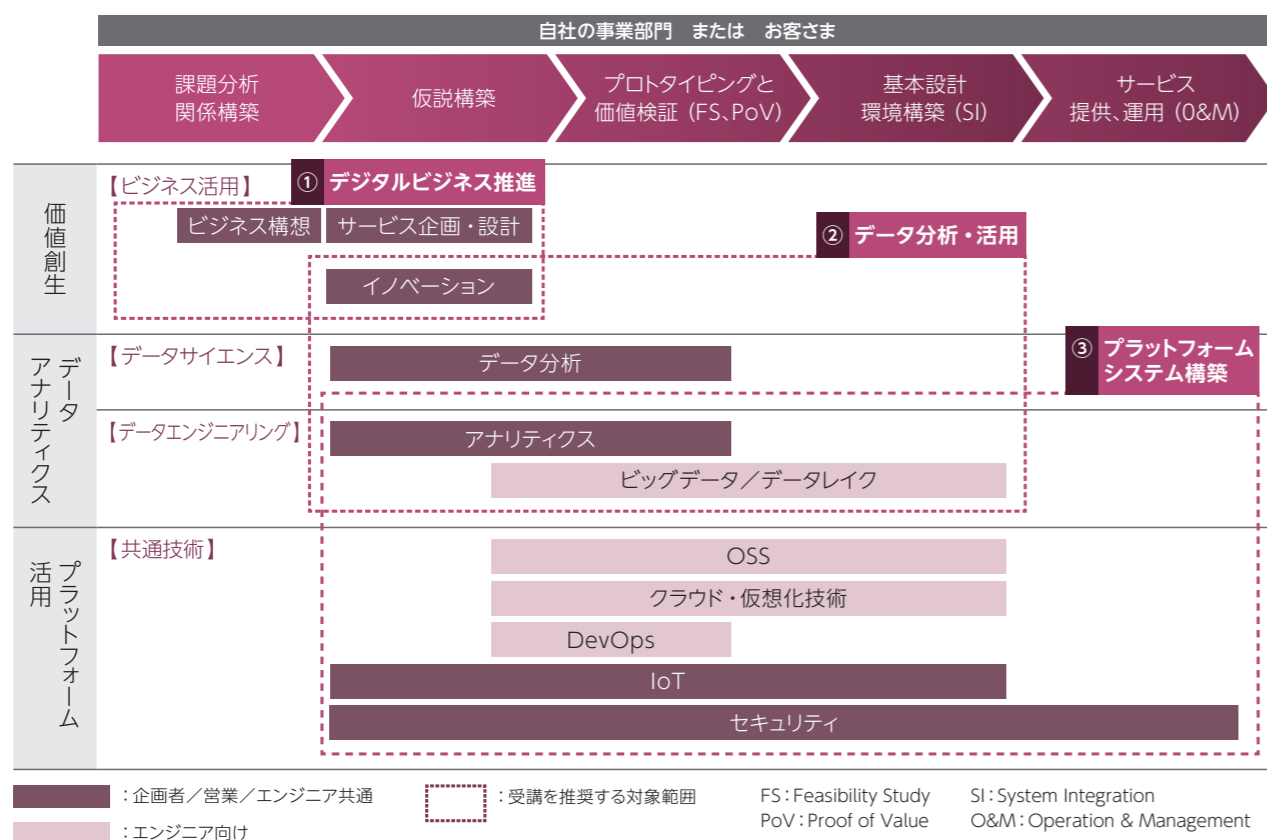 自社の事業部門 または お客さま
課題分析
関係構築
仮説構築
プロトタイピングと
価値検証（FS、PoV）
基本設計
環境構築（SI）
サービス
提供、運用（O&M）
価値創生
【ビジネス活用】
① デジタルビジネス推進
ビジネス構想
サービス企画・設計
② データ分析・活用
イノベーション
データ
アナリティクス
【データサイエンス】
データ分析
③ プラットフォーム
システム構築
【データエンジニアリング】
アナリティクス
ビッグデータ／データレイク
プラットフォーム
活用
【共通技術】
OSS
クラウド・仮想化技術
DevOps
IoT
セキュリティ
：企画者／営業／エンジニア共通
：エンジニア向け
：受講を推奨する対象範囲
FS：Feasibility Study
PoV：Proof of Value
SI：System Integration
O&M：Operation & Management